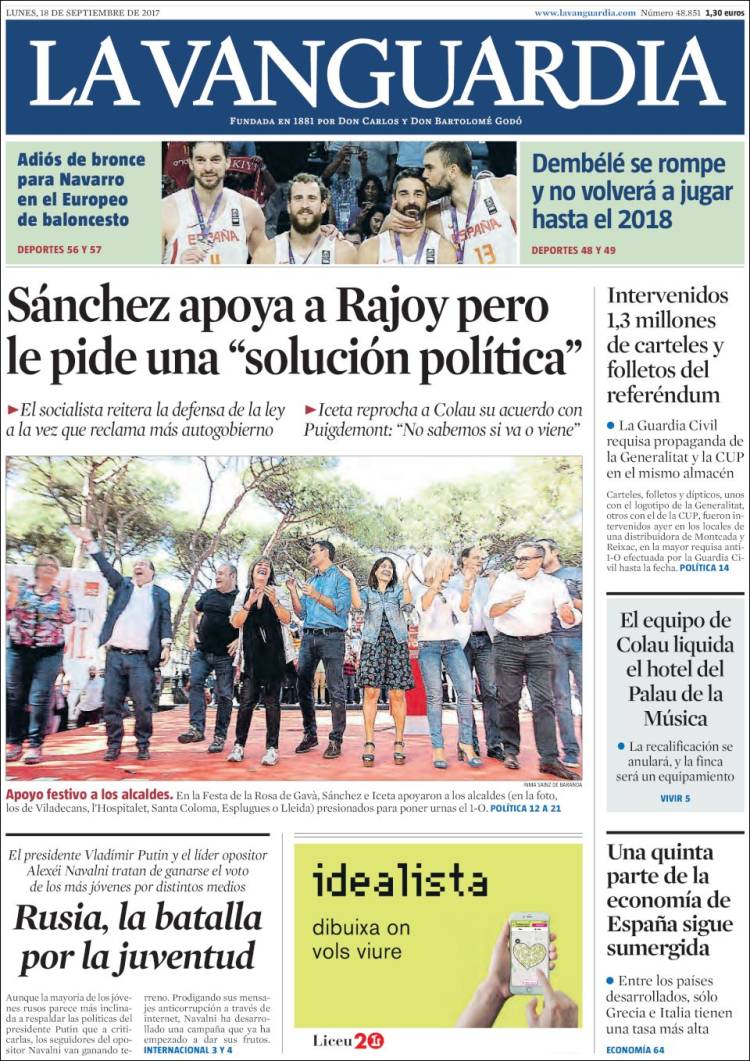 LUNES, 18 DE SEPTIEMBRE DE 2017
www.lavanguardia.com Número 48.851 1,30 euros
LA VANGUARDIA
FUNDADA EN 1881 POR DON CARLOS Y DON BARTOLOMÉ GODÓ
Adiós de bronce
para Navarro
en el Europeo
de baloncesto
DEPORTES 56 Y 57
ESPAÑA
4
ESPAÑA
13
Dembélé se rompe
y no volverá a jugar
hasta el 2018
DEPORTES 48 Y 49
Sánchez apoya a Rajoy pero
le pide una “solución política”
►El socialista reitera la defensa de la ley
a la vez que reclama más autogobierno
►Iceta reprocha a Colau su acuerdo con
Puigdemont: “No sabemos si va o viene”
INMA SAINZ DE BARANDA
Apoyo festivo a los alcaldes. En la Festa de la Rosa de Gavà, Sánchez e Iceta apoyaron a los alcaldes (en la foto,
los de Viladecans, l'Hospitalet, Santa Coloma, Esplugues o Lleida) presionados para poner urnas el 1-O. POLÍTICA 12 A 21
Intervenidos
1,3 millones
de carteles y
folletos del
referéndum
● La Guardia Civil
requisa propaganda de
la Generalitat y la CUP
en el mismo almacén
Carteles, folletos y dípticos, unos
con el logotipo de la Generalitat,
otros con el de la CUP, fueron inter-
venidos ayer en los locales de
una distribuidora de Montcada y
Reixac, en la mayor requisa anti-
1-O efectuada por la Guardia Ci-
vil hasta la fecha. POLÍTICA 14
El equipo de
Colau liquida
el hotel del
Palau de la
Música
● La recalificación se
anulará, y la finca
será un equipamiento
VIVIR 5
Una quinta
parte de la
economía de
España sigue
sumergida
● Entre los países
desarrollados, sólo
Grecia e Italia tienen
una tasa más alta
ECONOMÍA 64
El presidente Vladímir Putin y el líder opositor
Alexéi Navalni tratan de ganarse el voto
de los más jóvenes por distintos medios
Rusia, la batalla
por la juventud
Aunque la mayoría de los jóve-
nes rusos parece más inclina-
da a respaldar las políticas del
presidente Putin que a criti-
carlas, los seguidores del opo-
sitor Navalni van ganando te-
rreno. Prodigando sus mensa-
jes anticorrupción a través de
internet, Navalni ha desarro-
llado una campaña que ya ha
empezado a dar sus frutos.
INTERNACIONAL 3 Y 4
idealista
dibuixa on
vols viure
Liceu20